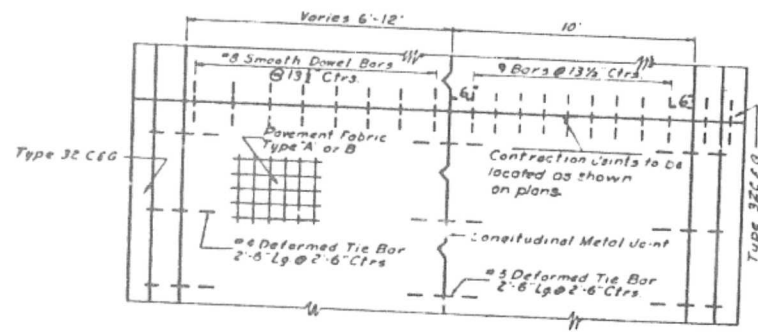 Varies 6'-12'
10'
#8 Smooth Dowel Bars
@ 13½" Ctrs.
9 Bars @ 13½" Ctrs.
6"
6"
Pavement Fabric
Type "A" or B
Type 32 C & G
Contraction Joints to be
located as shown
on plans.
Type 32 C & G
Longitudinal Metal Joint
#4 Deformed Tie Bar
2'-6" Lg @ 2'-6" Ctrs
#5 Deformed Tie Bar
2'-6" Lg @ 2'-6" Ctrs